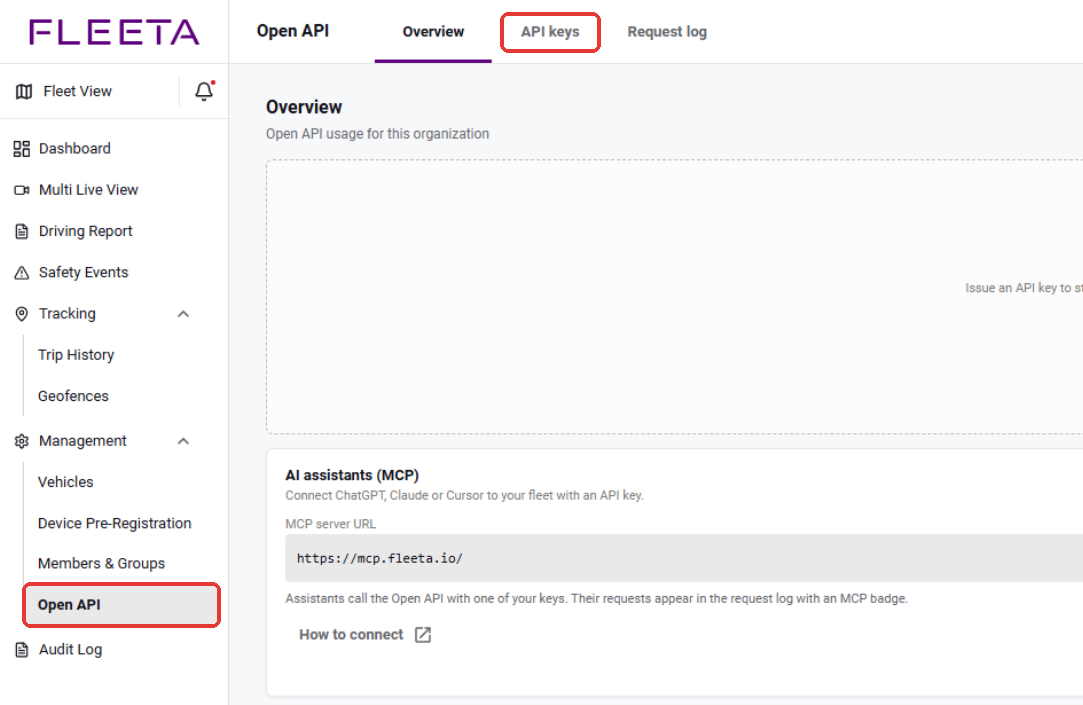 FLEETA
Open API
Overview
API keys
Request log
Fleet View
Dashboard
Multi Live View
Driving Report
Safety Events
Tracking
Trip History
Geofences
Management
Vehicles
Device Pre-Registration
Members & Groups
Open API
Audit Log
Overview
Open API usage for this organization
Issue an API key to st
AI assistants (MCP)
Connect ChatGPT, Claude or Cursor to your fleet with an API key.
MCP server URL
https://mcp.fleeta.io/
Assistants call the Open API with one of your keys. Their requests appear in the request log with an MCP badge.
How to connect